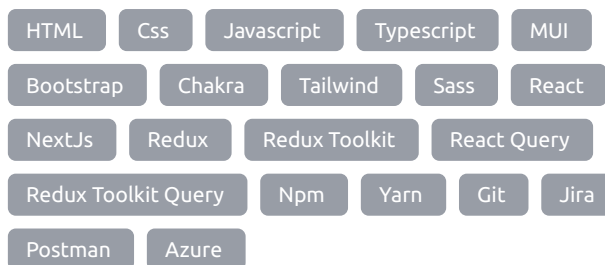 HTML Css Javascript Typescript MUI
Bootstrap Chakra Tailwind Sass React
NextJs Redux Redux Toolkit React Query
Redux Toolkit Query Npm Yarn Git Jira
Postman Azure